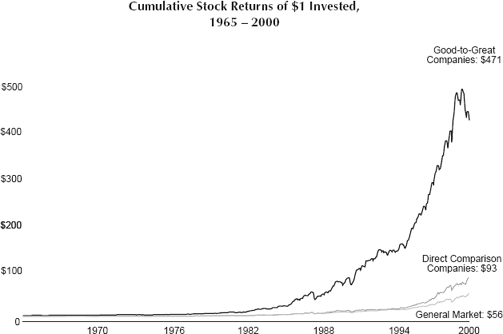 Cumulative Stock Returns of $1 Invested,
1965 – 2000
Good-to-Great
Companies: $471
$500
$400
$300
$200
$100
0
Direct Comparison
Companies: $93
General Market: $56
1970
1976
1982
1988
1994
2000